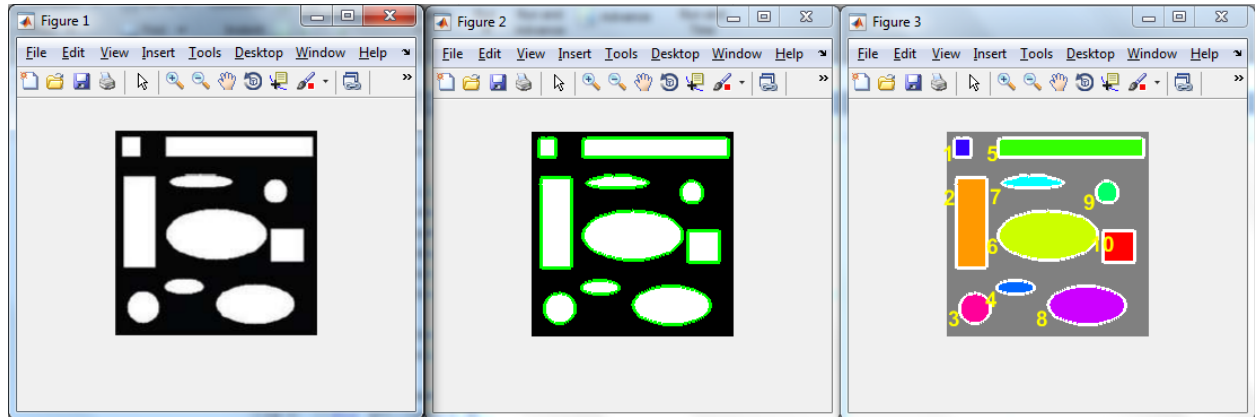 Figure 1
File Edit View Insert Tools Desktop Window Help
Figure 2
File Edit View Insert Tools Desktop Window Help
Figure 3
File Edit View Insert Tools Desktop Window Help
1 5
2 7 9
6 10
4
3 8